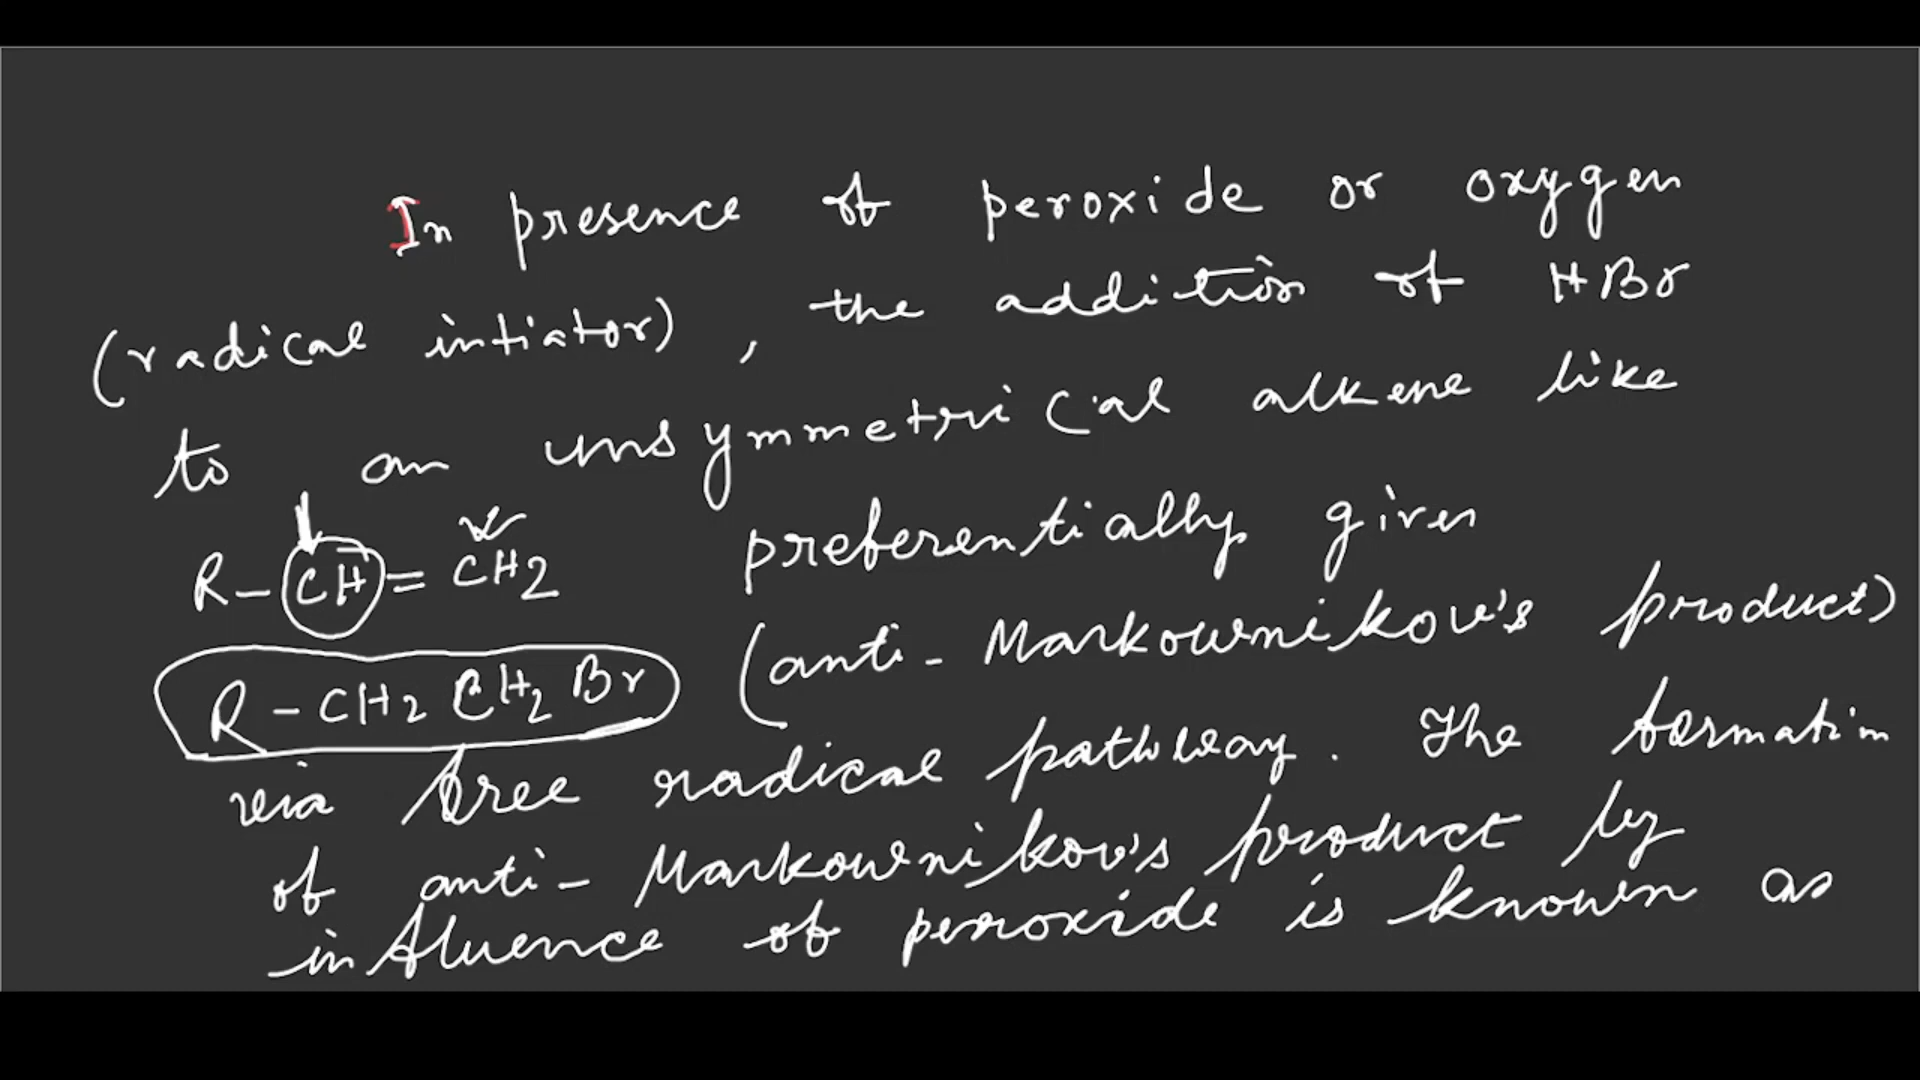 In presence of peroxide or oxygen
(radical intiator), the addition of HBr
to an unsymmetrical alkene like
R-CH=CH2 preferentially gives
R-CH2CH2Br (anti-Markownikov's product)
via free radical pathway. The formation
of anti-Markownikov's product by
influence of peroxide is known as